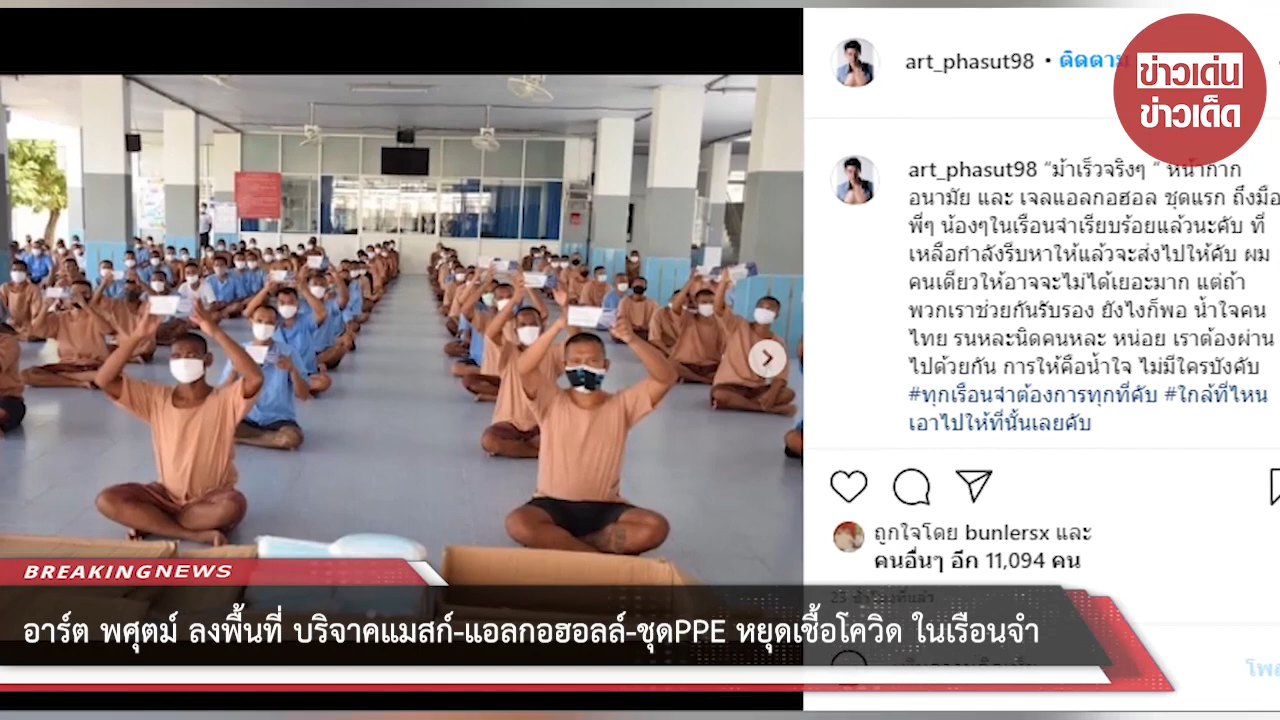 art_phasut98 • ติดตาม
ข่าวเด่น
ข่าวเด็ด
art_phasut98 “ม้าเร็วจริงๆ “ หน้ากาก
อนามัย และ เจลแอลกอฮอล ชุดแรก ถึงมือ
พี่ๆ น้องๆในเรือนจำเรียบร้อยแล้วนะคับ ที่
เหลือกำลังรีบหาให้แล้วจะส่งไปให้คับ ผม
คนเดียวให้อาจจะไม่ได้เยอะมาก แต่ถ้า
พวกเราช่วยกันรับรอง ยังไงก็พอ น้ำใจคน
ไทย รนหละนิดคนหละ หน่อย เราต้องผ่าน
ไปด้วยกัน การให้คือน้ำใจ ไม่มีใครบังคับ
#ทุกเรือนจำต้องการทุกที่คับ #ใกล้ที่ไหน
เอาไปให้ที่นั้นเลยคับ
ถูกใจโดย bunlersx และ
คนอื่นๆ อีก 11,094 คน
23 ชั่วโมงที่แล้ว
BREAKINGNEWS
อาร์ต พศุตม์ ลงพื้นที่ บริจาคแมสก์-แอลกอฮอลล์-ชุดPPE หยุดเชื้อโควิด ในเรือนจำ